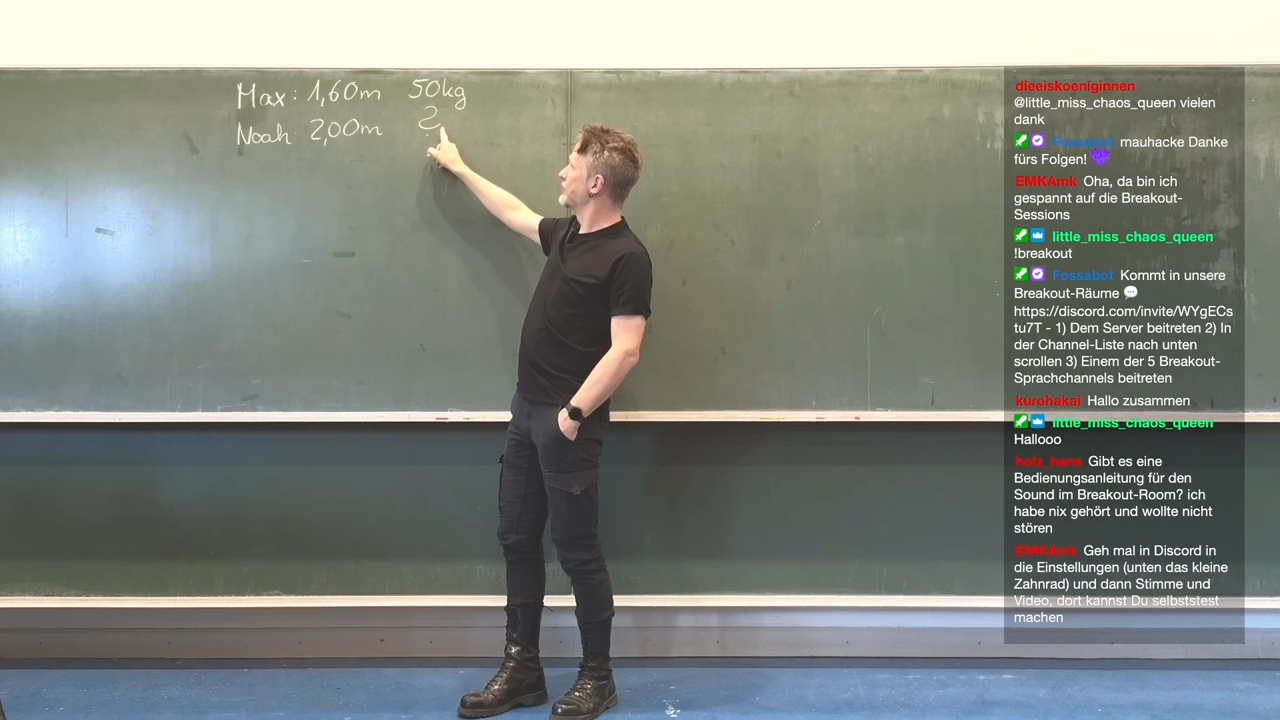 Max: 1,60m 50kg
Noah: 2,00m ?
dieeiskoeniginnen
@little_miss_chaos_queen vielen
dank
Fossabot mauhacke Danke
fürs Folgen!
EMKAmk Oha, da bin ich
gespannt auf die Breakout-
Sessions
little_miss_chaos_queen
!breakout
Fossabot Kommt in unsere
Breakout-Räume 💬
https://discord.com/invite/WYgECs
tu7T - 1) Dem Server beitreten 2) In
der Channel-Liste nach unten
scrollen 3) Einem der 5 Breakout-
Sprachchannels beitreten
kurohakai Hallo zusammen
little_miss_chaos_queen
Hallooo
holz_hans Gibt es eine
Bedienungsanleitung für den
Sound im Breakout-Room? ich
habe nix gehört und wollte nicht
stören
EMKAmk Geh mal in Discord in
die Einstellungen (unten das kleine
Zahnrad) und dann Stimme und
Video, dort kannst Du selbststest
machen